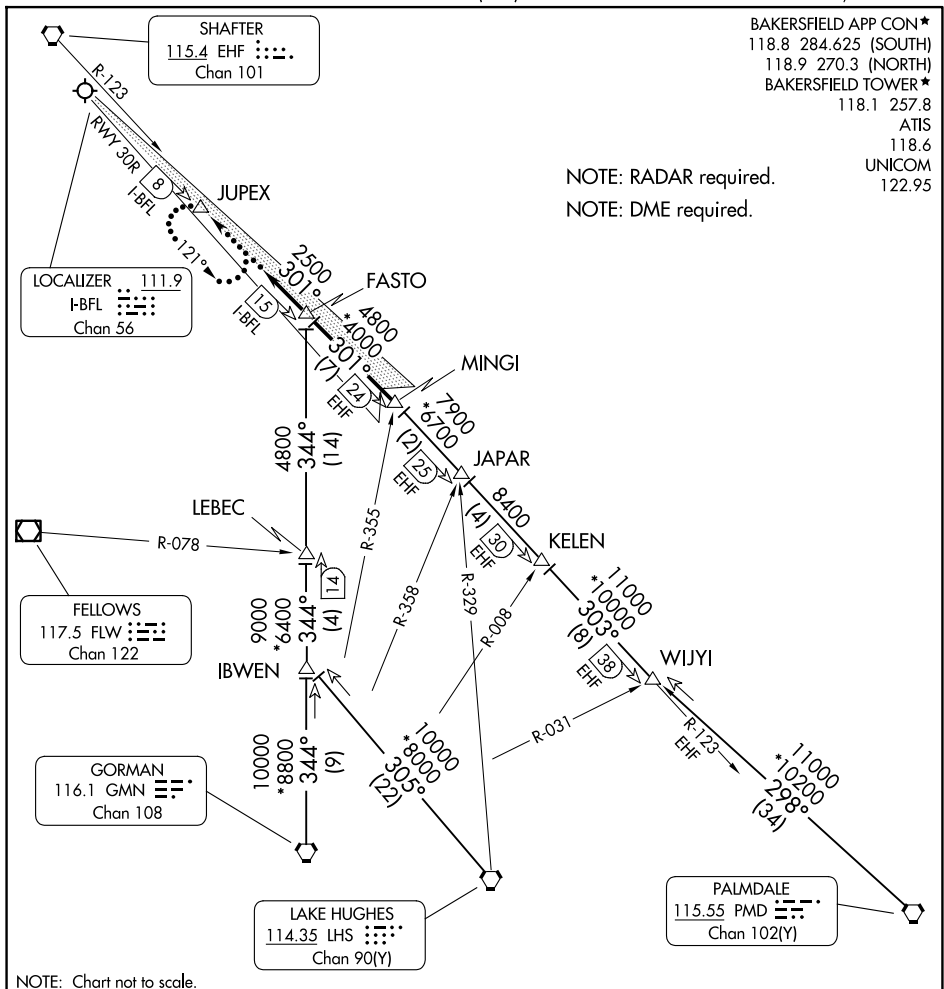 SHAFTER
115.4 EHF
Chan 101
BAKERSFIELD APP CON★
118.8 284.625 (SOUTH)
118.9 270.3 (NORTH)
BAKERSFIELD TOWER★
118.1 257.8
ATIS
118.6
UNICOM
122.95
NOTE: RADAR required.
NOTE: DME required.
R-123
RWY 30R
8
I-BFL
JUPEX
121°
LOCALIZER 111.9
I-BFL
Chan 56
15
I-BFL
2500
301°
FASTO
4800
*4000
301°
(7)
24
EHF
MINGI
7900
*6700
(2)
25
EHF
JAPAR
8400
(4)
30
EHF
KELEN
11000
*10000
303°
(8)
38
EHF
WIJYI
R-123
EHF
11000
*10200
298°
(34)
4800
344°
(14)
LEBEC
R-078
14
FELLOWS
117.5 FLW
Chan 122
9000
*6400
344°
(4)
IBWEN
R-355
R-358
R-329
R-008
R-031
10000
*8800
344°
(9)
10000
*8000
305°
(22)
GORMAN
116.1 GMN
Chan 108
LAKE HUGHES
114.35 LHS
Chan 90(Y)
PALMDALE
115.55 PMD
Chan 102(Y)
NOTE: Chart not to scale.